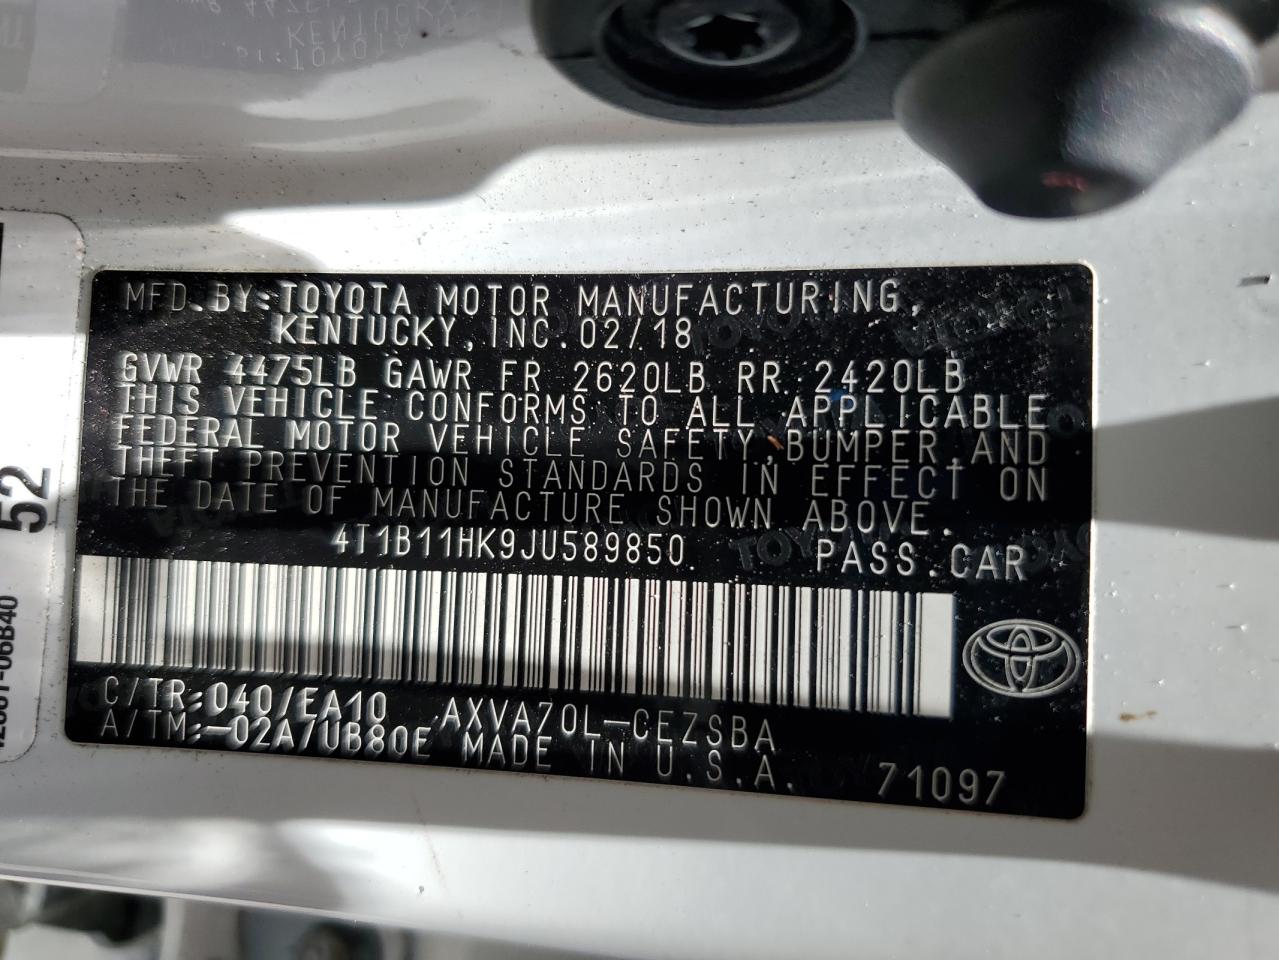 MFD.BY:TOYOTA MOTOR MANUFACTURING,
KENTUCKY,INC.02/18
GVWR 4475LB GAWR FR 2620LB RR 2420LB
THIS VEHICLE CONFORMS TO ALL APPLICABLE
FEDERAL MOTOR VEHICLE SAFETY,BUMPER,AND
THEFT PREVENTION STANDARDS IN EFFECT ON
THE DATE OF MANUFACTURE SHOWN ABOVE.
4T1B11HK9JU589850 PASS.CAR
C/TR:040/EA10 AXVA70L-CEZSBA
A/TM:-02A/UB80E MADE IN U.S.A. 71097
52